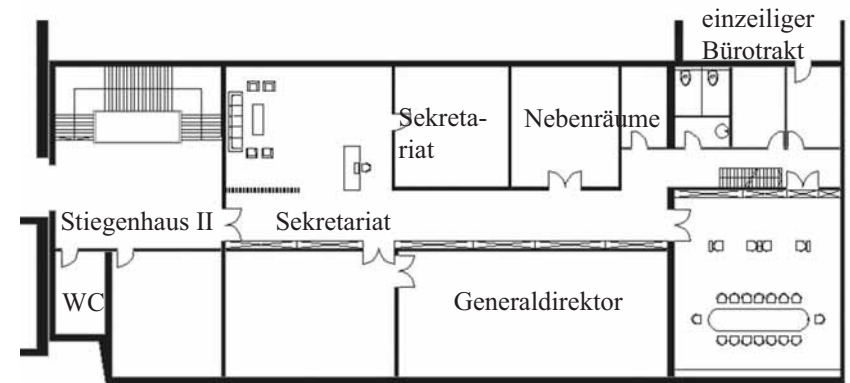 einzeiliger
Bürotrakt
Sekreta-
riat
Nebenräume
Stiegenhaus II
Sekretariat
WC
Generaldirektor